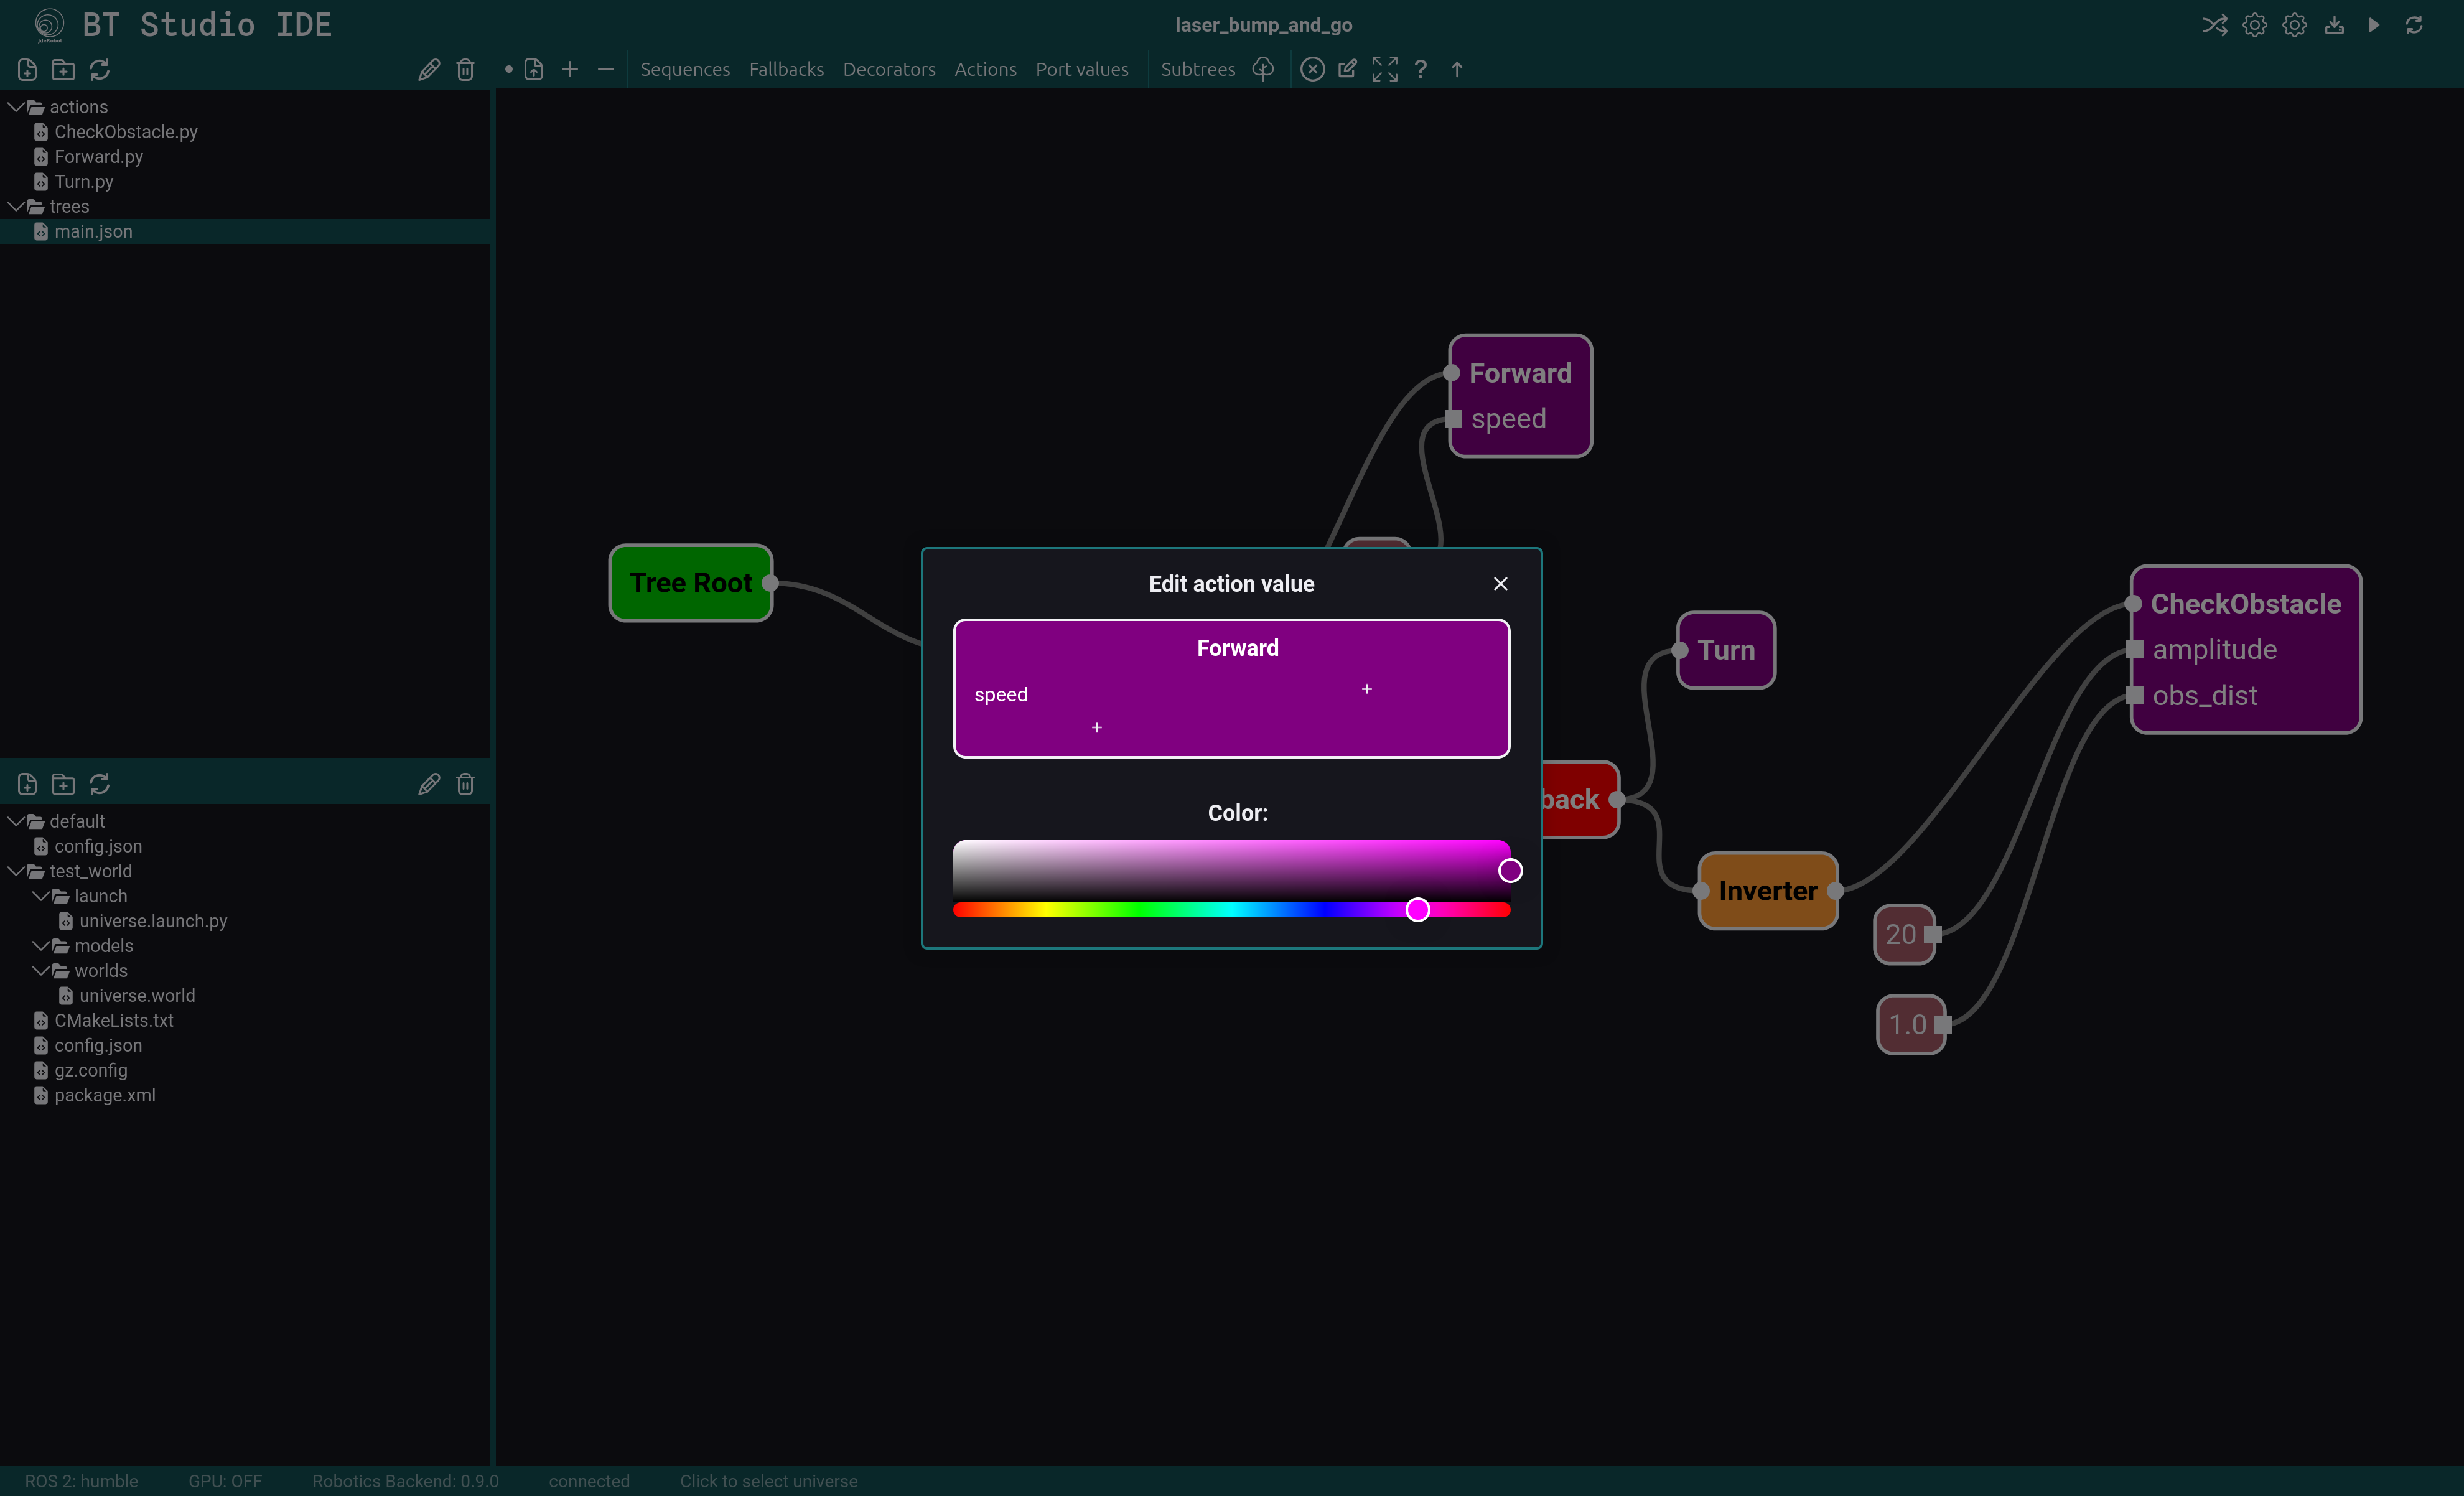 BT Studio IDE
laser_bump_and_go
Sequences Fallbacks Decorators Actions Port values Subtrees
actions
CheckObstacle.py
Forward.py
Turn.py
trees
main.json
default
config.json
test_world
launch
universe.launch.py
models
worlds
universe.world
CMakeLists.txt
config.json
gz.config
package.xml
Forward
speed
Tree Root
Edit action value
Forward
speed
Color:
back
Turn
Inverter
CheckObstacle
amplitude
obs_dist
20
1.0
ROS 2: humble GPU: OFF Robotics Backend: 0.9.0 connected Click to select universe